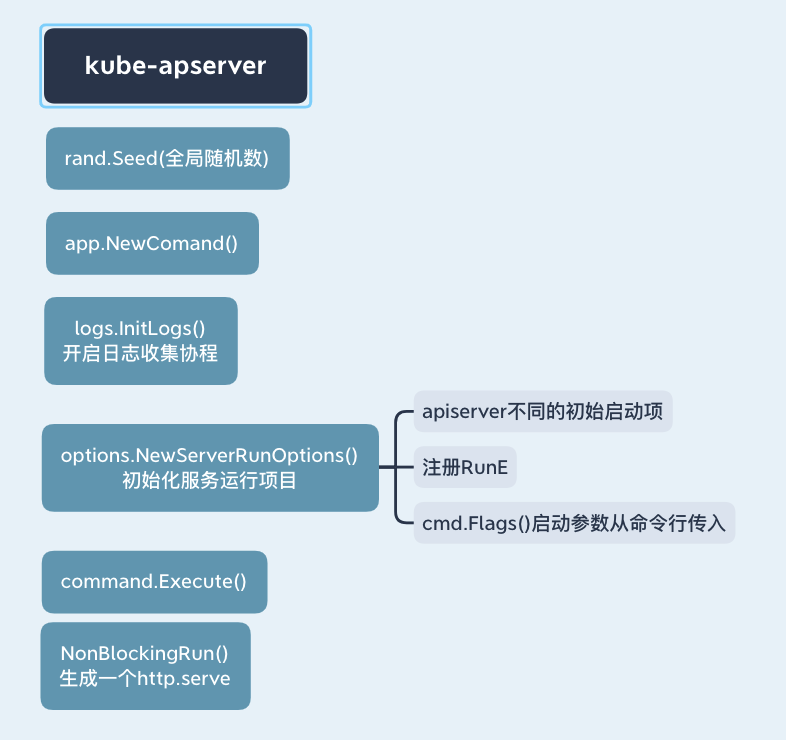 kube-apserver
rand.Seed(全局随机数)
app.NewComand()
logs.InitLogs()
开启日志收集协程
options.NewServerRunOptions()
初始化服务运行项目
apiserver不同的初始启动项
注册RunE
cmd.Flags()启动参数从命令行传入
command.Execute()
NonBlockingRun()
生成一个http.serve